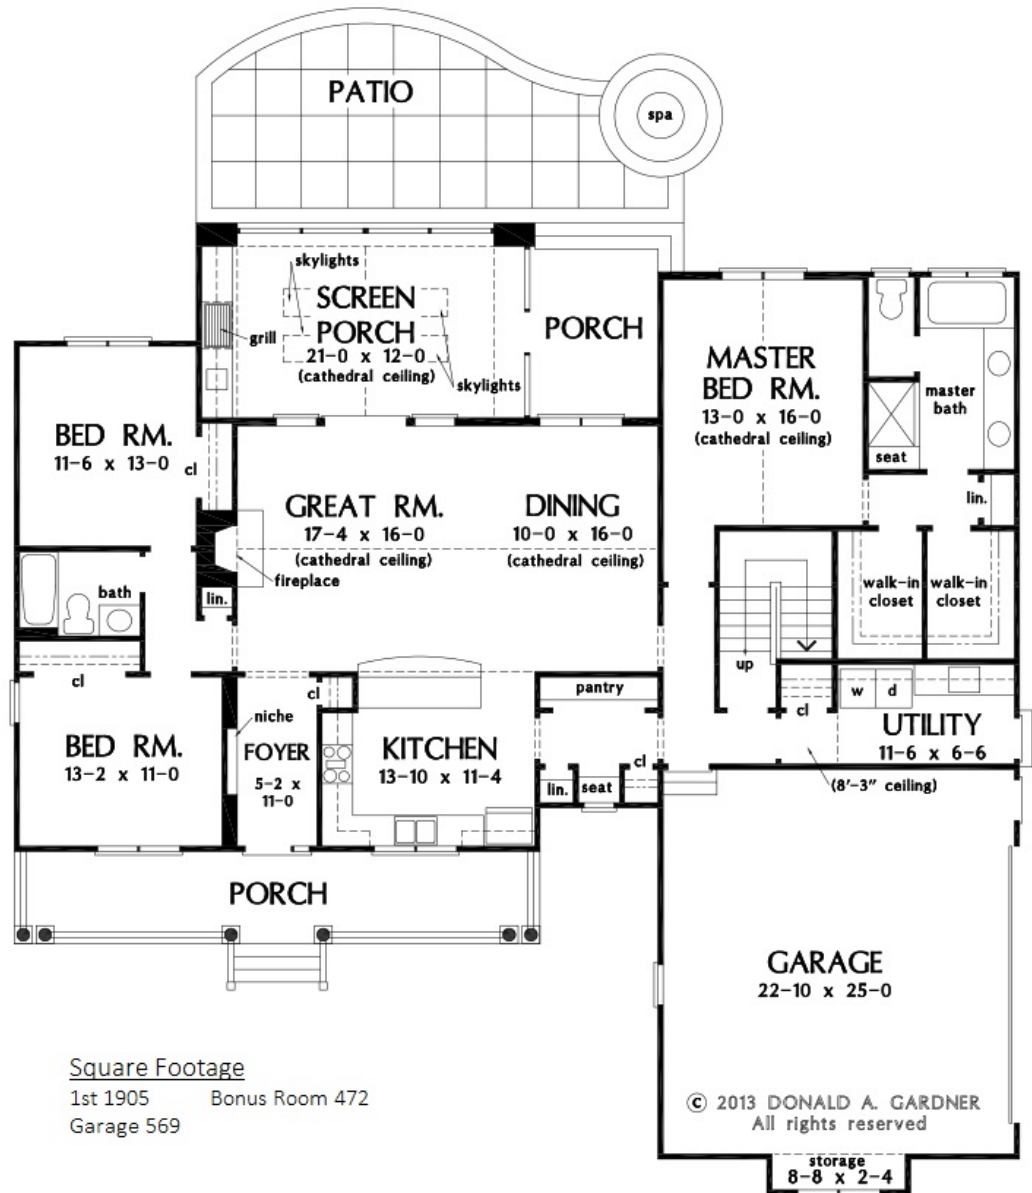 PATIO
spa
skylights
SCREEN
PORCH
21-0 x 12-0
(cathedral ceiling)
grill
skylights
PORCH
MASTER
BED RM.
13-0 x 16-0
(cathedral ceiling)
master
bath
seat
lin.
BED RM.
11-6 x 13-0
cl
GREAT RM.
17-4 x 16-0
(cathedral ceiling)
fireplace
DINING
10-0 x 16-0
(cathedral ceiling)
walk-in
closet
walk-in
closet
bath
lin.
up
cl
cl
pantry
w
d
cl
niche
BED RM.
13-2 x 11-0
FOYER
5-2 x
11-0
KITCHEN
13-10 x 11-4
UTILITY
11-6 x 6-6
cl
lin.
seat
(8'-3" ceiling)
PORCH
GARAGE
22-10 x 25-0
Square Footage
1st 1905 Bonus Room 472
Garage 569
© 2013 DONALD A. GARDNER
All rights reserved
storage
8-8 x 2-4